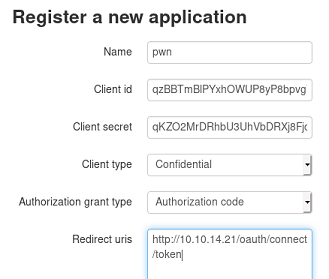 Register a new application
Name
pwn
Client id
qzBBTmBlPYxhOWUP8yP8bpvg
Client secret
qKZO2MrDRhbU3UhVbDRXj8Fj
Client type
Confidential
Authorization grant type
Authorization code
Redirect uris
http://10.10.14.21/oauth/connect
/token